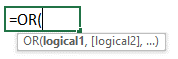 =OR(
OR(logical1, [logical2], ...)